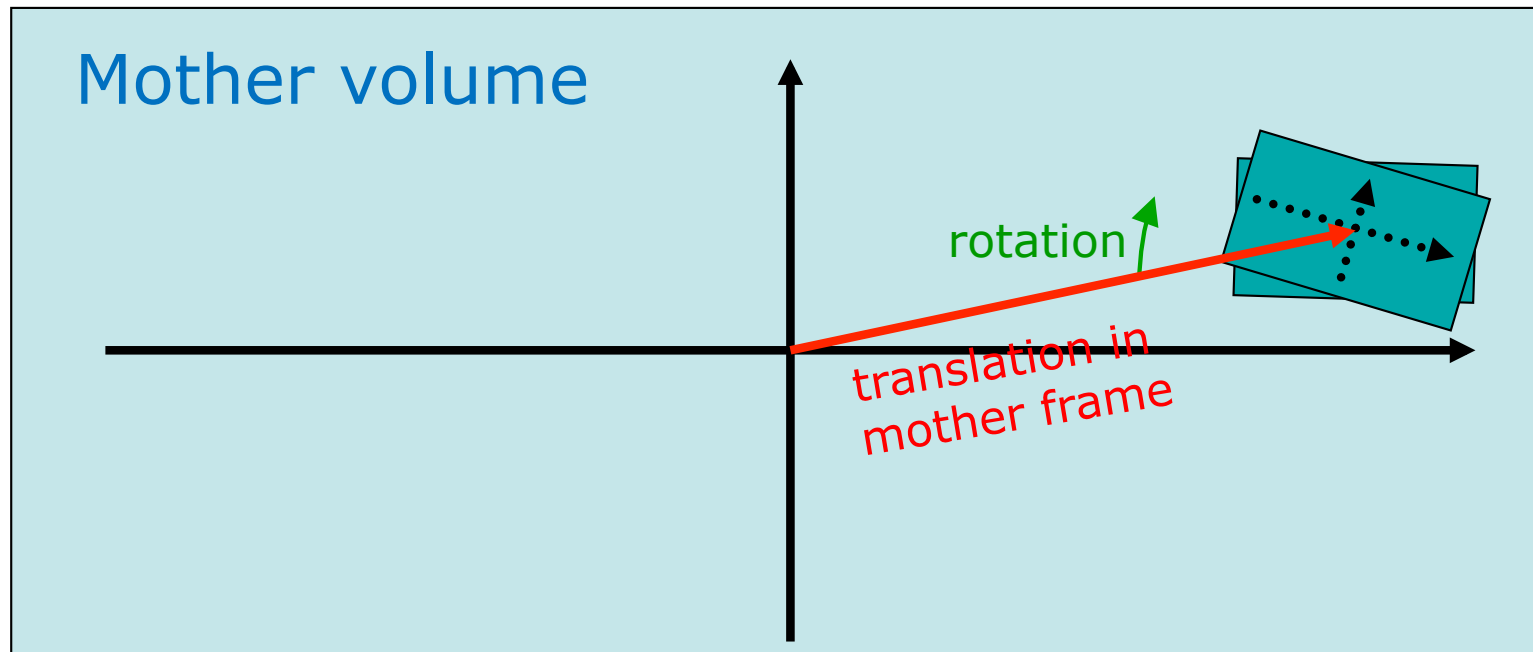 Mother volume
rotation
translation in
mother frame